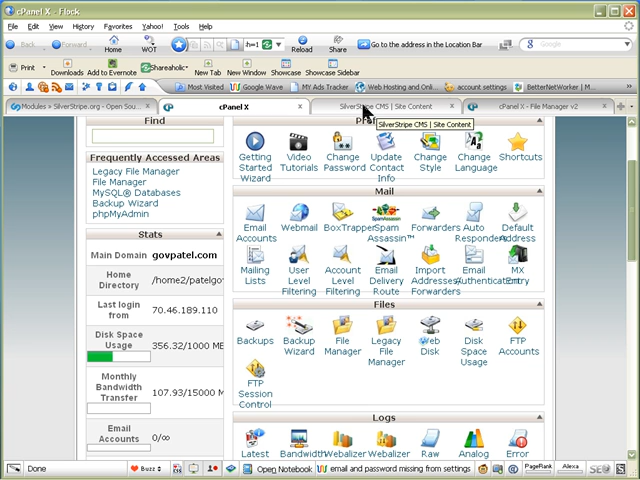 cPanel X - Flock
File Edit View History Favorites Yahoo! Tools Help
Back Forward Home WOT :h=1 Reload Share Go to the address in the Location Bar Google
Print Downloads Add to Evernote Shareaholic New Tab New Window Showcase Showcase Sidebar
Most Visited Google Wave MY Ads Tracker Web Hosting and Onli... account settings BetterNetWorker | ...
Modules » SilverStripe.org - Open Sou... cPanel X SilverStripe CMS | Site Content cPanel X - File Manager v2
SilverStripe CMS | Site Content
Find
Frequently Accessed Areas
Legacy File Manager
File Manager
MySQL® Databases
Backup Wizard
phpMyAdmin
Stats
Main Domain govpatel.com
Home Directory /home2/patelgo
Last login from 70.46.189.110
Disk Space Usage 356.32/1000 MB
Monthly Bandwidth Transfer 107.93/15000 M
Email Accounts 0/∞
Getting Started Wizard
Video Tutorials
Change Password
Update Contact Info
Change Style
Change Language
Shortcuts
Mail
Email Accounts
Webmail
BoxTrapper
SpamAssassin
Spam Assassin™
Forwarders
Auto Responders
Default Address
Mailing Lists
User Level Filtering
Account Level Filtering
Email Delivery Route
Import Addresses/Forwarders
Email Authentication
MX Entry
Files
Backups
Backup Wizard
File Manager
Legacy File Manager
Web Disk
Disk Space Usage
FTP Accounts
FTP Session Control
Logs
Latest
Bandwidth
Webalizer
Webalizer
Raw
Analog
Error
Done Buzz Open Notebook email and password missing from settings PageRank Alexa SEO